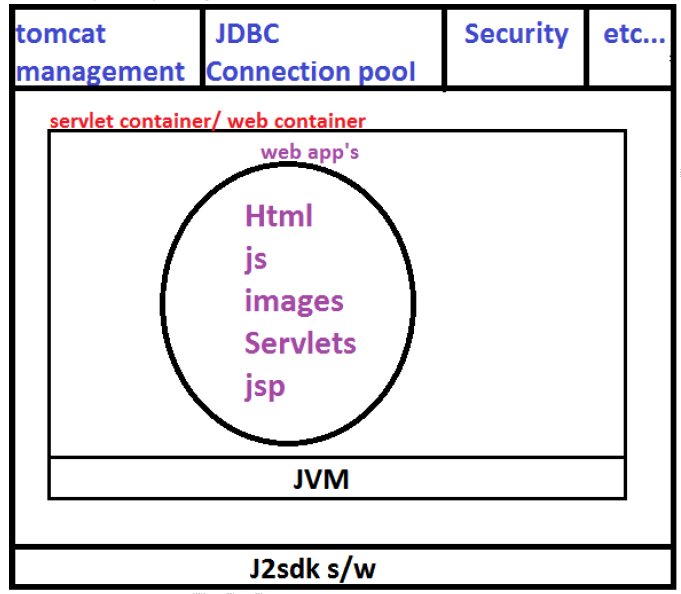 tomcat
management
JDBC
Connection pool
Security
etc...
servlet container/ web container
web app's
Html
js
images
Servlets
jsp
JVM
J2sdk s/w